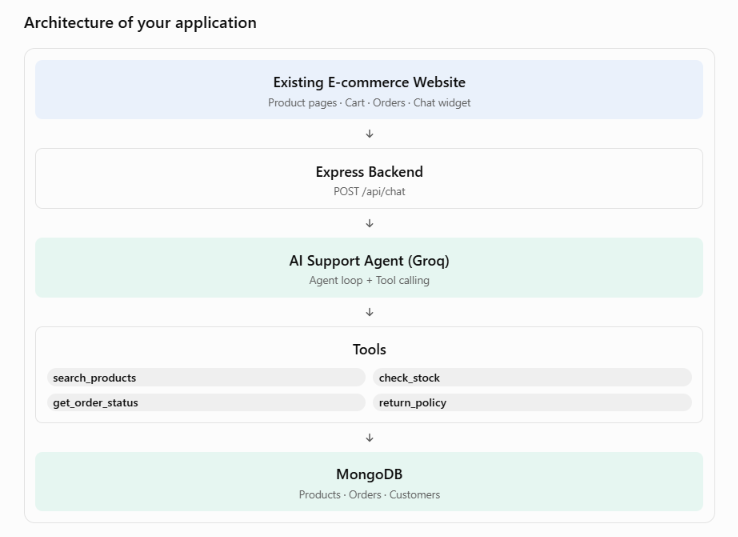 Architecture of your application
Existing E-commerce Website
Product pages · Cart · Orders · Chat widget
↓
Express Backend
POST /api/chat
↓
AI Support Agent (Groq)
Agent loop + Tool calling
↓
Tools
search_products
check_stock
get_order_status
return_policy
↓
MongoDB
Products · Orders · Customers